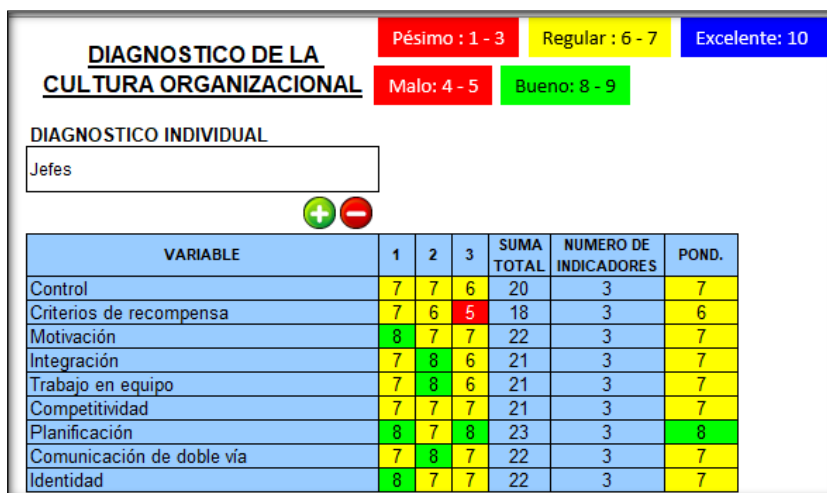 DIAGNOSTICO DE LA
CULTURA ORGANIZACIONAL
Pésimo : 1 - 3
Regular : 6 - 7
Excelente: 10
Malo: 4 - 5
Bueno: 8 - 9
DIAGNOSTICO INDIVIDUAL
Jefes
VARIABLE 1 2 3 SUMA TOTAL NUMERO DE INDICADORES POND.
Control 7 7 6 20 3 7
Criterios de recompensa 7 6 5 18 3 6
Motivación 8 7 7 22 3 7
Integración 7 8 6 21 3 7
Trabajo en equipo 7 8 6 21 3 7
Competitividad 7 7 7 21 3 7
Planificación 8 7 8 23 3 8
Comunicación de doble vía 7 8 7 22 3 7
Identidad 8 7 7 22 3 7